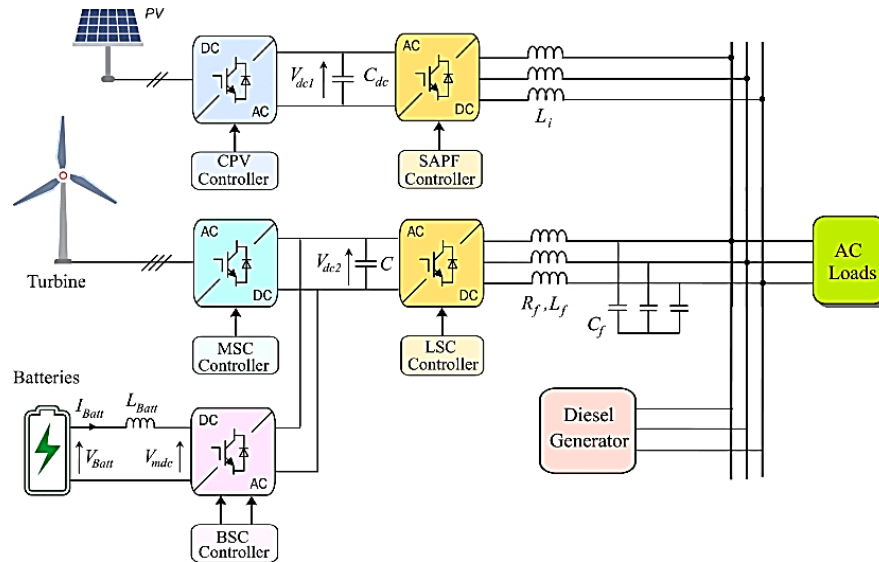 PV
DC
AC
V_dc1
C_dc
AC
DC
L_i
CPV
Controller
SAPF
Controller
Turbine
AC
DC
V_dc2
C
AC
DC
R_f , L_f
C_f
AC
Loads
MSC
Controller
LSC
Controller
Batteries
I_Batt
L_Batt
V_Batt
V_mdc
DC
AC
BSC
Controller
Diesel
Generator